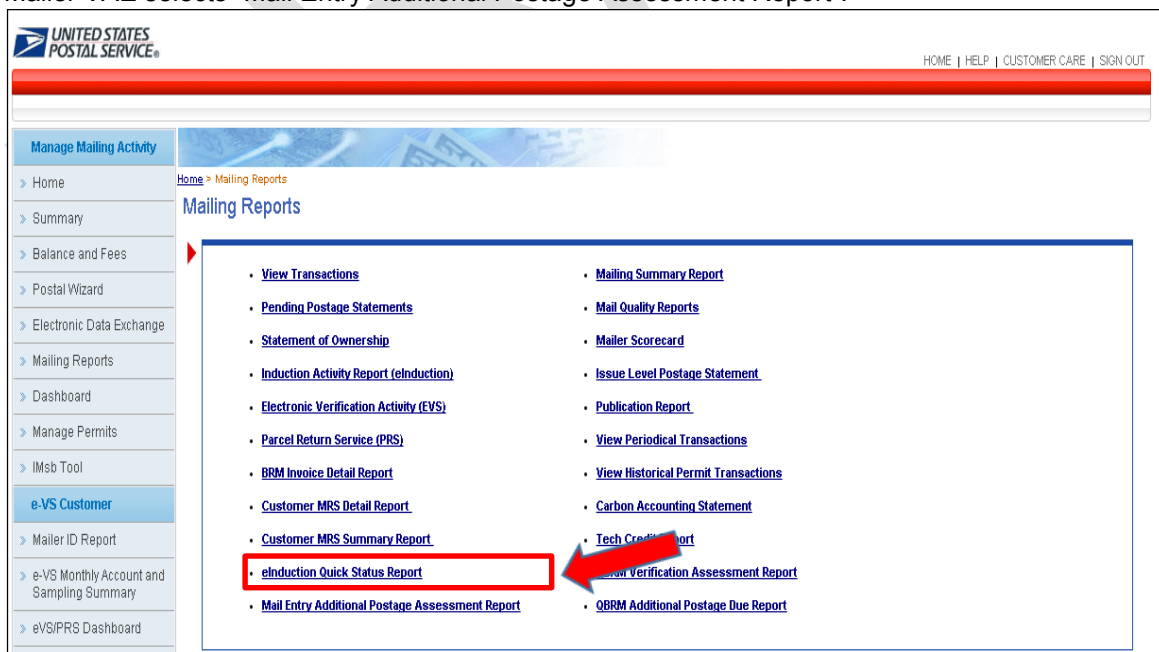 UNITED STATES
POSTAL SERVICE®
HOME | HELP | CUSTOMER CARE | SIGN OUT
Manage Mailing Activity
» Home
» Summary
» Balance and Fees
» Postal Wizard
» Electronic Data Exchange
» Mailing Reports
» Dashboard
» Manage Permits
» IMsb Tool
e-VS Customer
» Mailer ID Report
» e-VS Monthly Account and
Sampling Summary
» eVS/PRS Dashboard
Home > Mailing Reports
Mailing Reports
• View Transactions
• Pending Postage Statements
• Statement of Ownership
• Induction Activity Report (eInduction)
• Electronic Verification Activity (EVS)
• Parcel Return Service (PRS)
• BRM Invoice Detail Report
• Customer MRS Detail Report
• Customer MRS Summary Report
• eInduction Quick Status Report
• Mail Entry Additional Postage Assessment Report
• Mailing Summary Report
• Mail Quality Reports
• Mailer Scorecard
• Issue Level Postage Statement
• Publication Report
• View Periodical Transactions
• View Historical Permit Transactions
• Carbon Accounting Statement
• Tech
Verification Assessment Report
• QBRM Additional Postage Due Report